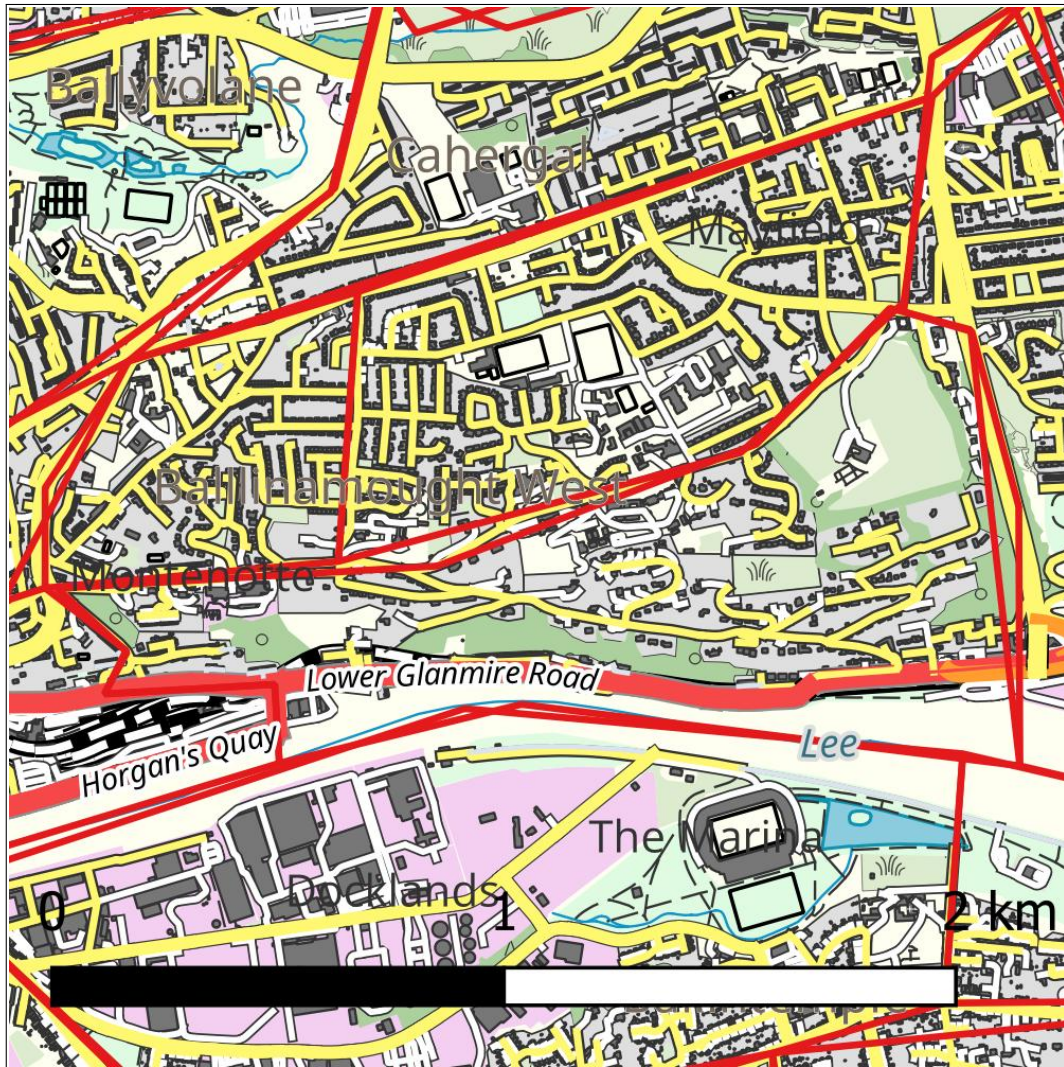 Ballyvolane
Cahergal
Mayfield
Ballinamought West
Montenotte
Lower Glanmire Road
Horgan's Quay
Lee
The Marina
Docklands
0
1
2 km